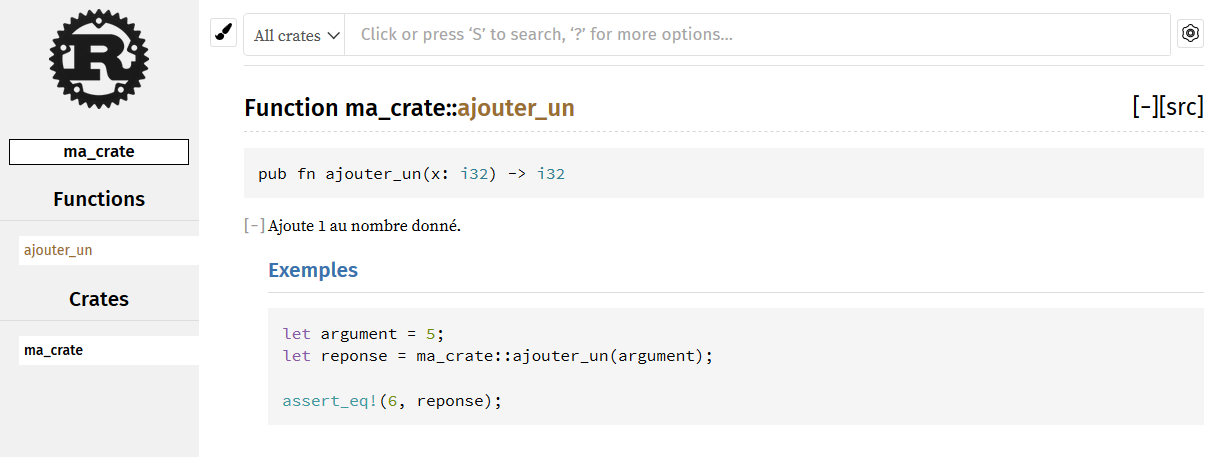 R
ma_crate
Functions
ajouter_un
Crates
ma_crate
All crates
Click or press ‘S’ to search, ‘?’ for more options…
Function ma_crate::ajouter_un
[−][src]
pub fn ajouter_un(x: i32) -> i32
[−] Ajoute 1 au nombre donné.
Exemples
let argument = 5;
let reponse = ma_crate::ajouter_un(argument);
assert_eq!(6, reponse);